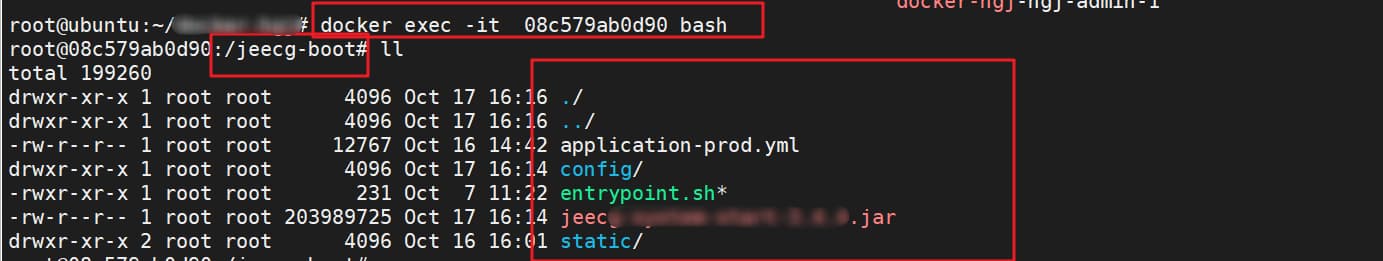 docker-hgj-hgj-admin-1
root@ubuntu:~/ # docker exec -it  08c579ab0d90 bash
root@08c579ab0d90:/jeecg-boot# ll
total 199260
drwxr-xr-x 1 root root      4096 Oct 17 16:16 ./
drwxr-xr-x 1 root root      4096 Oct 17 16:16 ../
-rw-r--r-- 1 root root     12767 Oct 16 14:42 application-prod.yml
drwxr-xr-x 1 root root      4096 Oct 17 16:14 config/
-rwxr-xr-x 1 root root       231 Oct  7 11:22 entrypoint.sh*
-rw-r--r-- 1 root root 203989725 Oct 17 16:14 jeec .jar
drwxr-xr-x 2 root root      4096 Oct 16 16:01 static/